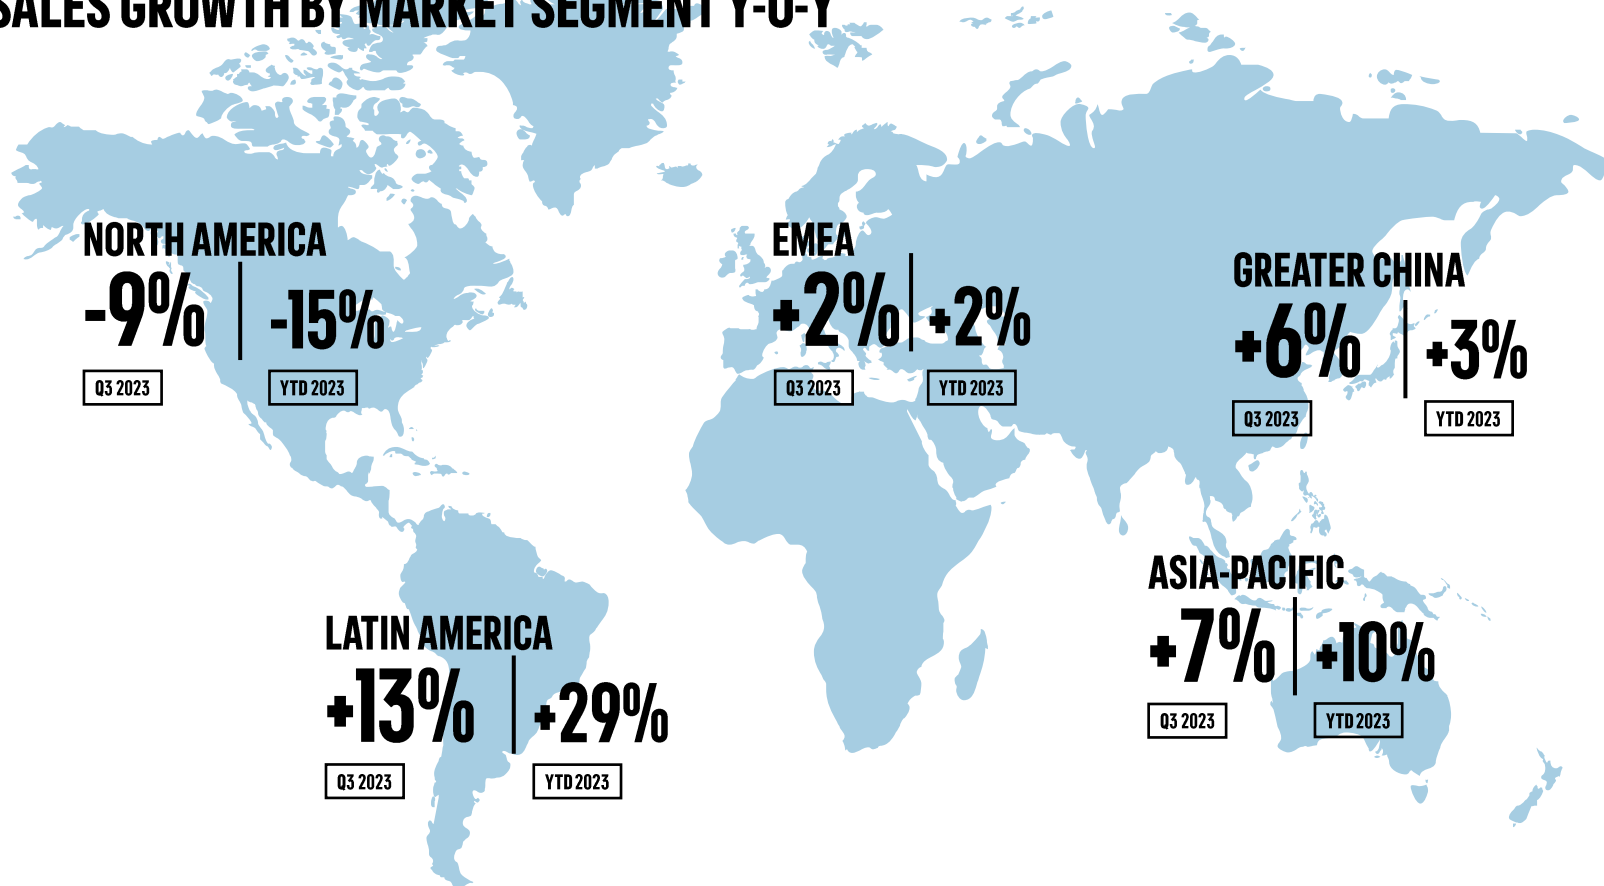 SALES GROWTH BY MARKET SEGMENT Y-O-Y
NORTH AMERICA
-9% -15%
Q3 2023 YTD 2023
EMEA
+2% +2%
Q3 2023 YTD 2023
GREATER CHINA
+6% +3%
Q3 2023 YTD 2023
LATIN AMERICA
+13% +29%
Q3 2023 YTD 2023
ASIA-PACIFIC
+7% +10%
Q3 2023 YTD 2023